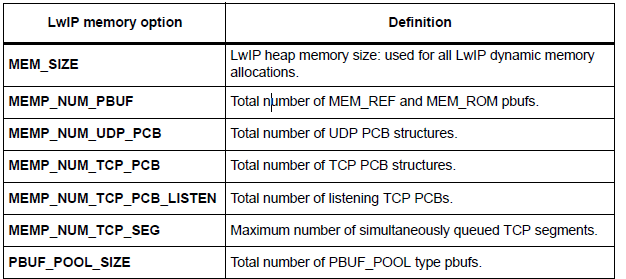 LwIP memory option Definition
MEM_SIZE LwIP heap memory size: used for all LwIP dynamic memory
allocations.
MEMP_NUM_PBUF Total number of MEM_REF and MEM_ROM pbufs.
MEMP_NUM_UDP_PCB Total number of UDP PCB structures.
MEMP_NUM_TCP_PCB Total number of TCP PCB structures.
MEMP_NUM_TCP_PCB_LISTEN Total number of listening TCP PCBs.
MEMP_NUM_TCP_SEG Maximum number of simultaneously queued TCP segments.
PBUF_POOL_SIZE Total number of PBUF_POOL type pbufs.